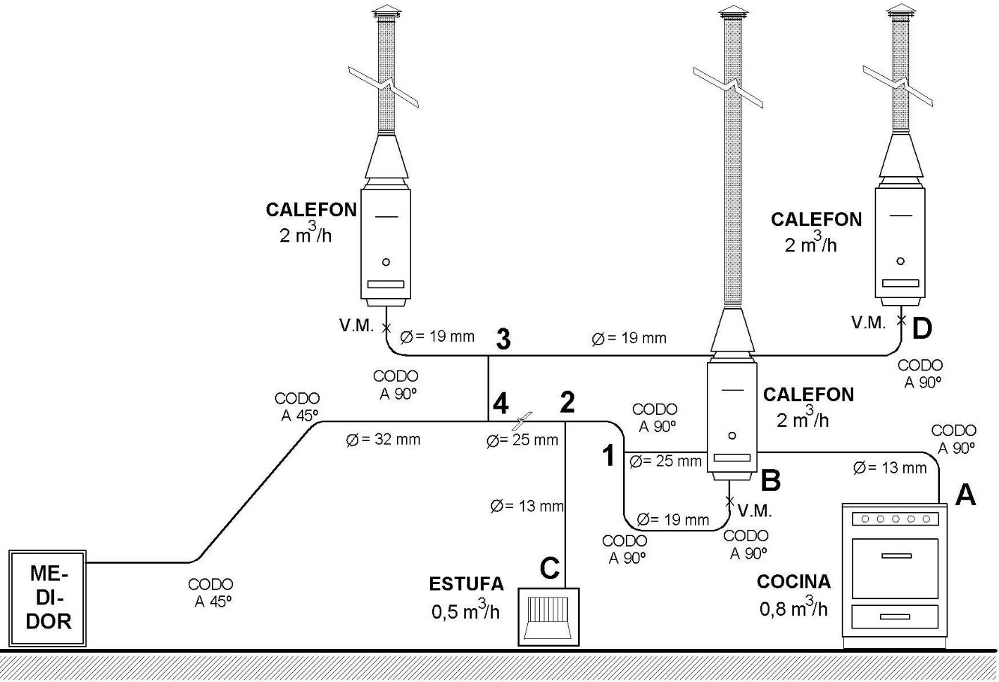 CALEFON
2 m³/h
CALEFON
2 m³/h
V.M.
Ø= 19 mm
3
Ø= 19 mm
V.M.
D
CODO
A 90º
CODO
A 90º
CODO
A 45º
4
2
CODO
A 90º
CALEFON
2 m³/h
Ø= 32 mm
Ø= 25 mm
1
Ø= 25 mm
CODO
A 90º
Ø= 13 mm
B
A
Ø= 13 mm
V.M.
Ø= 19 mm
CODO
A 90º
CODO
A 90º
C
ME-
DI-
DOR
CODO
A 45º
ESTUFA
0,5 m³/h
COCINA
0,8 m³/h